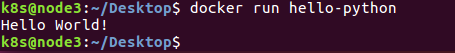 k8s@node3:~/Desktop$ docker run hello-python
Hello World!
k8s@node3:~/Desktop$